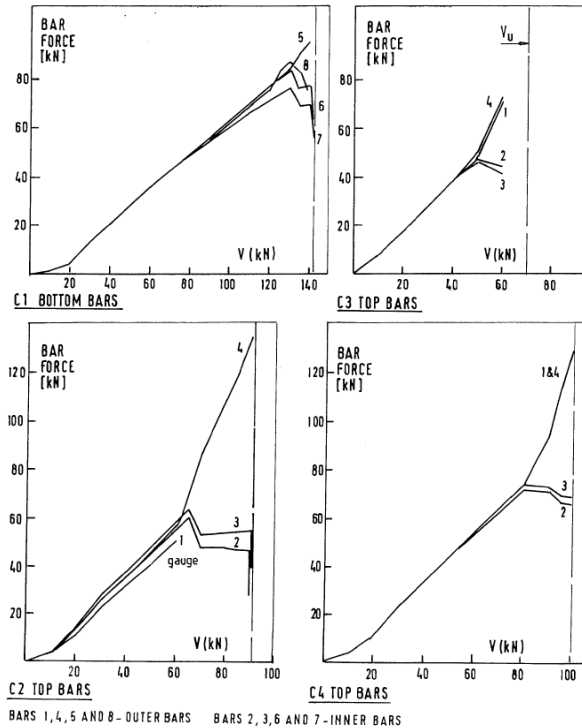 BAR
FORCE
[kN]
80
60
40
20
5
8
6
7
V (kN)
0 20 40 60 80 100 120 140
C1 BOTTOM BARS
BAR
FORCE
[kN]
80
60
40
20
Vu
4
1
2
3
V (kN)
0 20 40 60 80
C3 TOP BARS
BAR
FORCE
[kN]
120
100
80
60
40
20
4
3
2
1
gauge
V (kN)
0 20 40 60 80 100
C2 TOP BARS
BAR
FORCE
[kN]
120
100
80
60
40
20
1&4
3
2
V (kN)
0 20 40 60 80 100
C4 TOP BARS
BARS 1,4,5 AND 8-OUTER BARS BARS 2,3,6 AND 7-INNER BARS